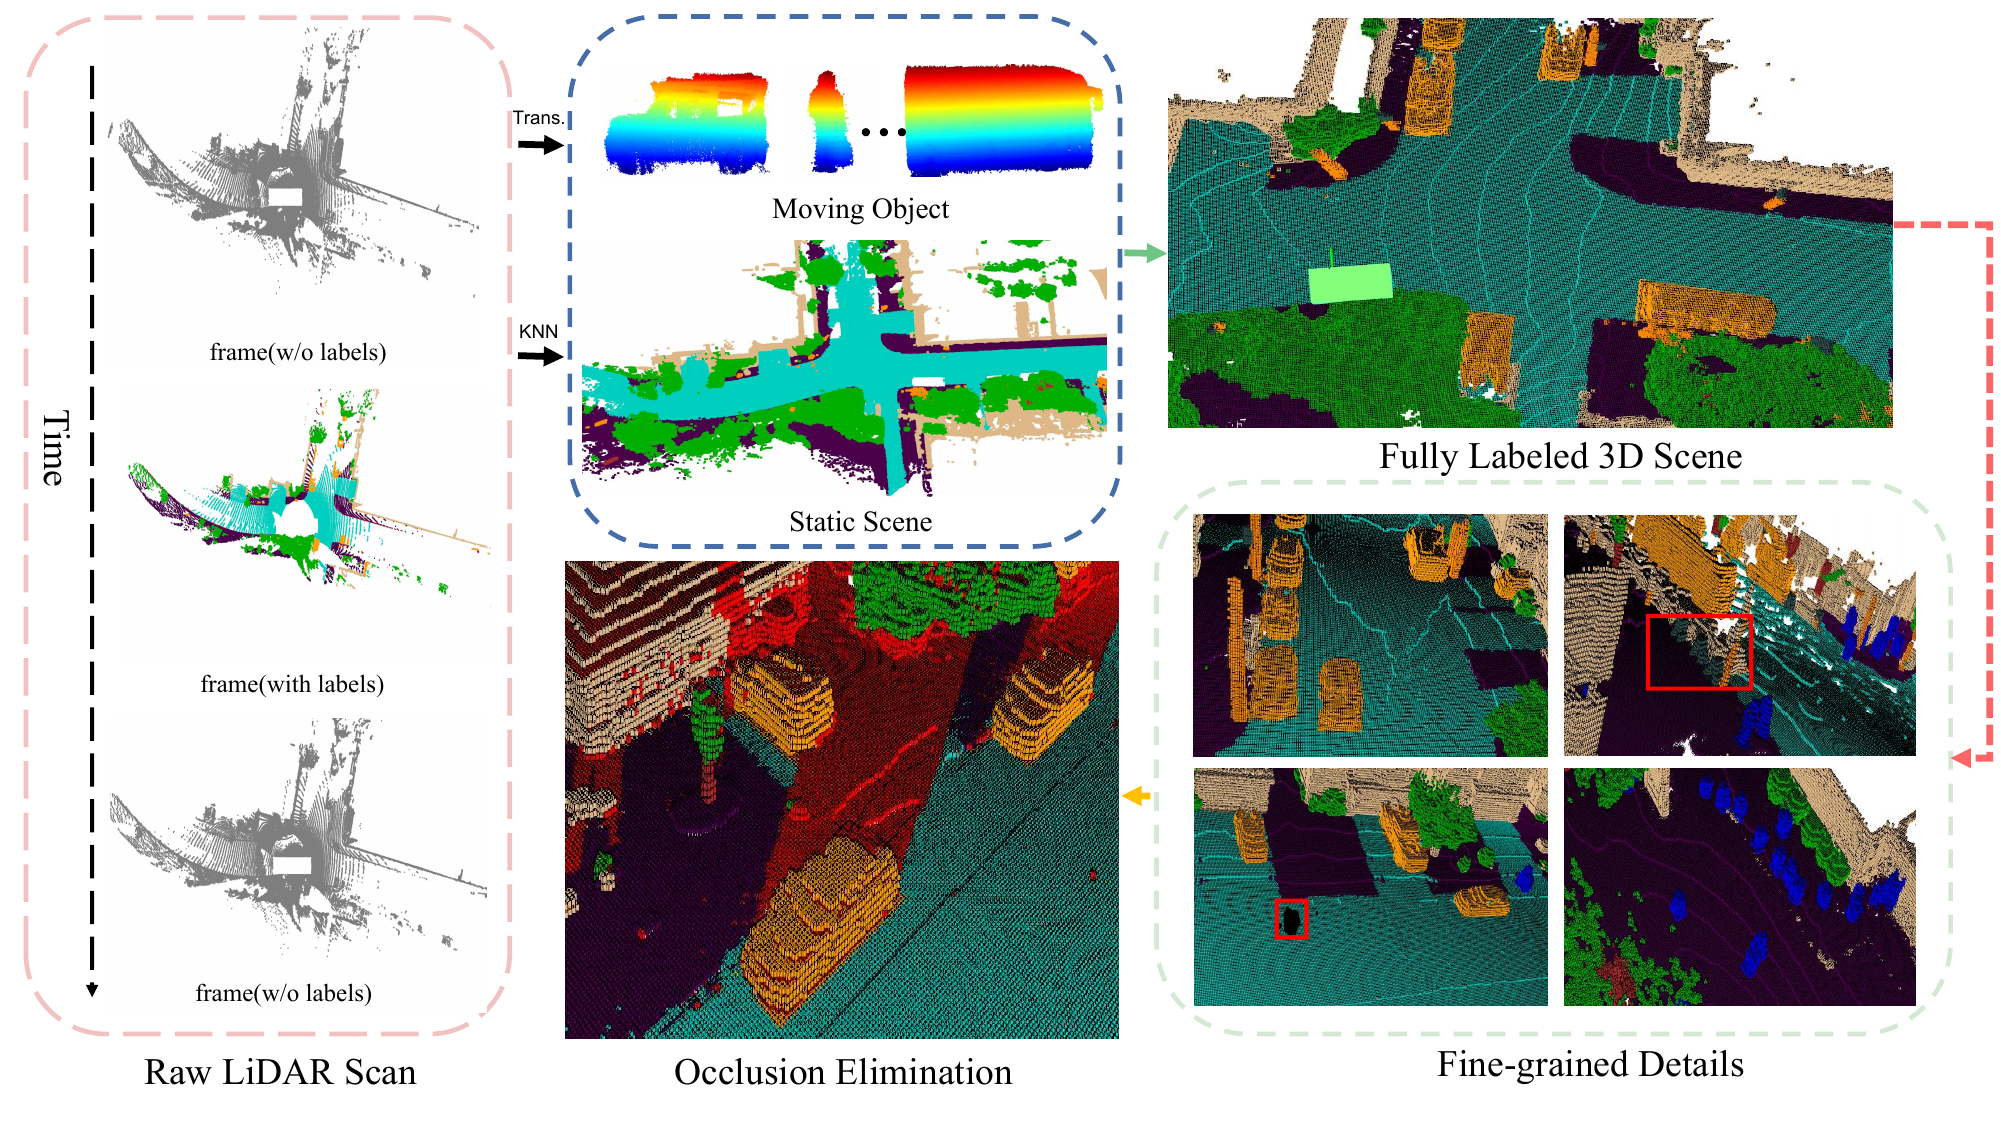 Time
frame(w/o labels)
frame(with labels)
frame(w/o labels)
Raw LiDAR Scan
Trans.
KNN
Moving Object
Static Scene
Fully Labeled 3D Scene
Fine-grained Details
Occlusion Elimination